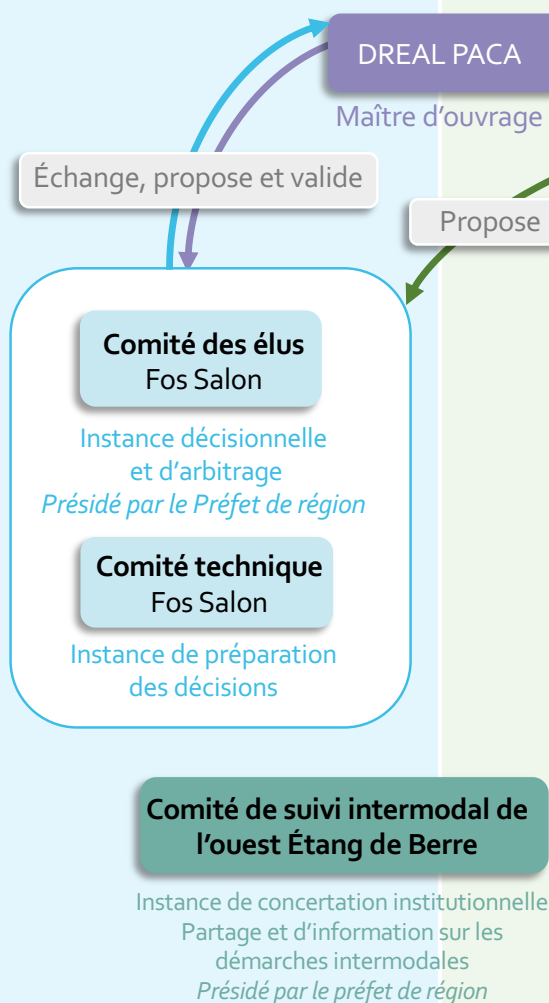 DREAL PACA
Maître d'ouvrage
Échange, propose et valide
Propose
Comité des élus
Fos Salon
Instance décisionnelle
et d'arbitrage
Présidé par le Préfet de région
Comité technique
Fos Salon
Instance de préparation
des décisions
Comité de suivi intermodal de
l'ouest Étang de Berre
Instance de concertation institutionnelle
Partage et d'information sur les
démarches intermodales
Présidé par le préfet de région